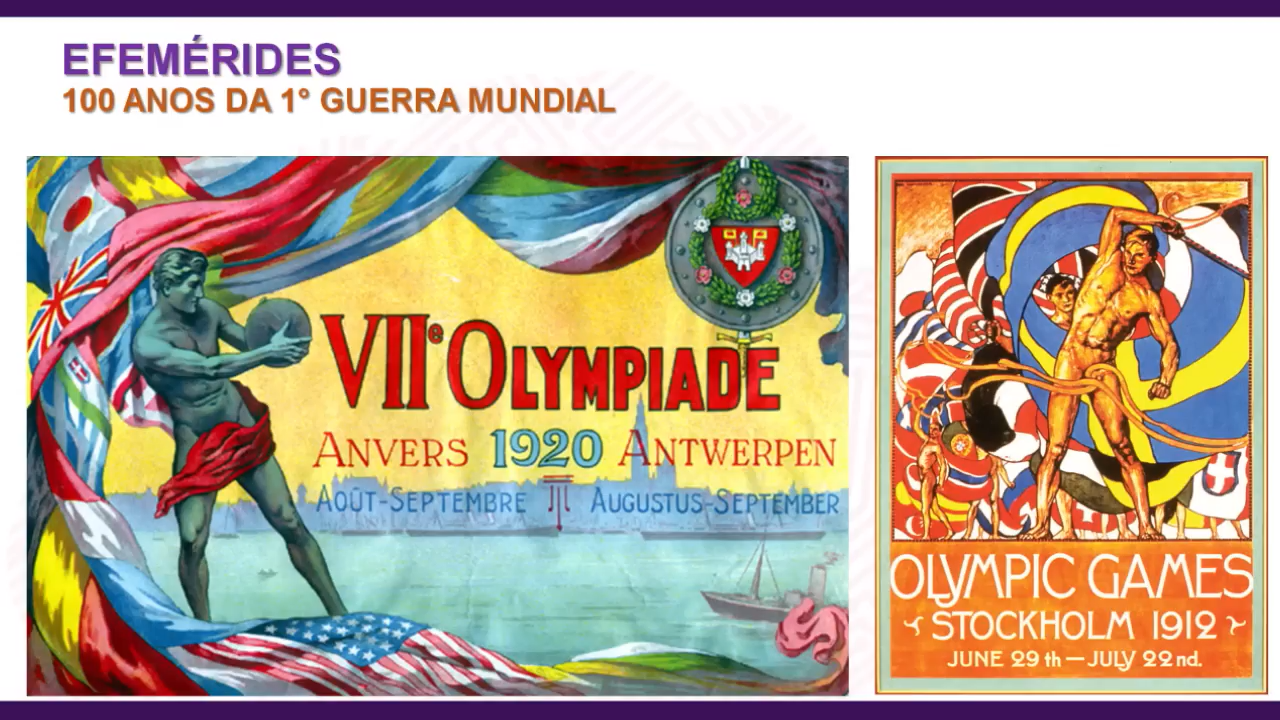 EFEMÉRIDES
100 ANOS DA 1° GUERRA MUNDIAL
VIIe OLYMPIADE
ANVERS 1920 ANTWERPEN
AOÛT-SEPTEMBRE AUGUSTUS-SEPTEMBER
OLYMPIC GAMES
STOCKHOLM 1912
JUNE 29 th — JULY 22 nd.